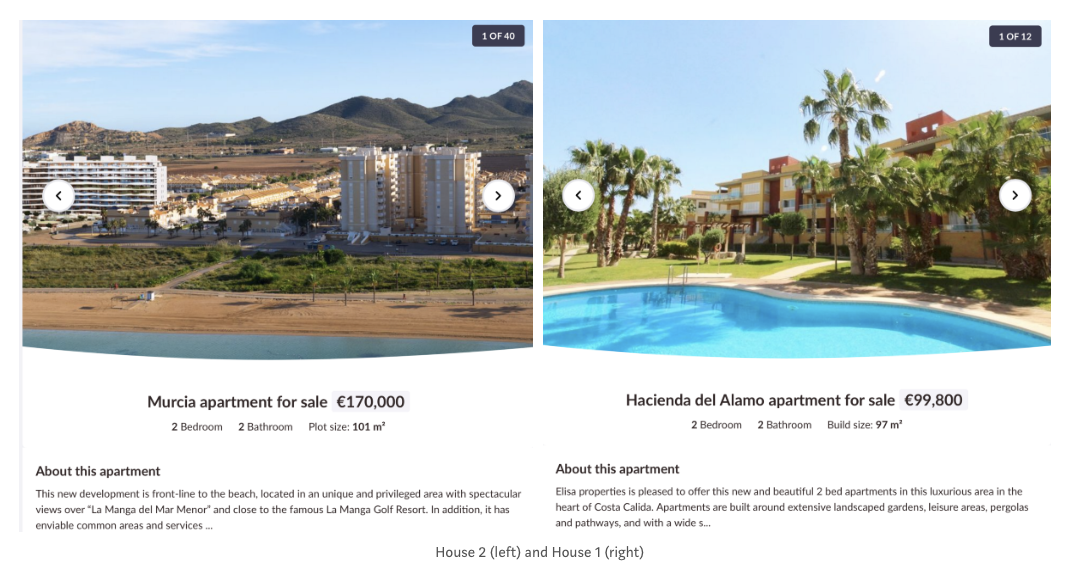 1 OF 40
Murcia apartment for sale €170,000
2 Bedroom 2 Bathroom Plot size: 101 m²
About this apartment
This new development is front-line to the beach, located in an unique and privileged area with spectacular
views over “La Manga del Mar Menor” and close to the famous La Manga Golf Resort. In addition, it has
enviable common areas and services ...
1 OF 12
Hacienda del Alamo apartment for sale €99,800
2 Bedroom 2 Bathroom Build size: 97 m²
About this apartment
Elisa properties is pleased to offer this new and beautiful 2 bed apartments in this luxurious area in the
heart of Costa Calida. Apartments are built around extensive landscaped gardens, leisure areas, pergolas
and pathways, and with a wide s...
House 2 (left) and House 1 (right)